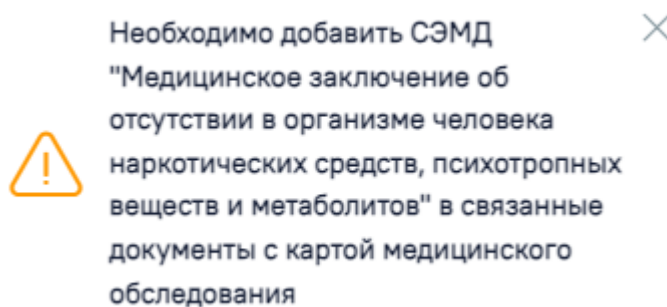 Необходимо добавить СЭМД
"Медицинское заключение об
отсутствии в организме человека
наркотических средств, психотропных
веществ и метаболитов" в связанные
документы с картой медицинского
обследования